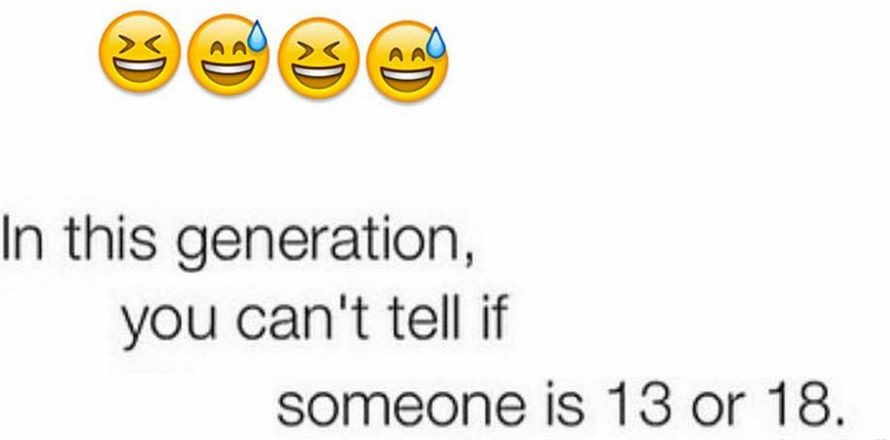 😆😅😆😅
In this generation,
you can't tell if
someone is 13 or 18.